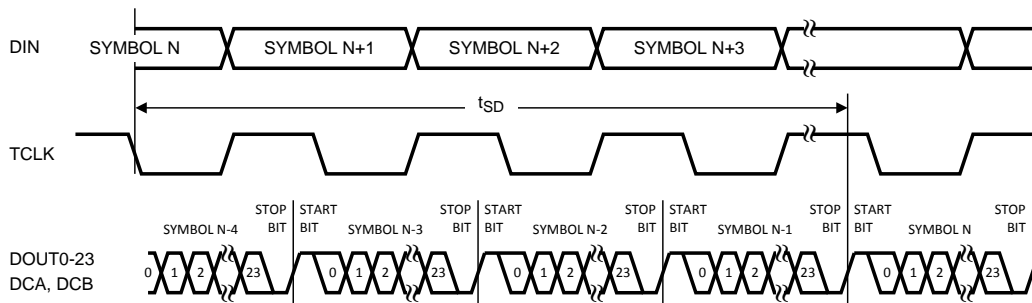 DIN
SYMBOL N
SYMBOL N+1
SYMBOL N+2
SYMBOL N+3
tSD
TCLK
STOP BIT
START BIT
STOP BIT
START BIT
STOP BIT
START BIT
STOP BIT
START BIT
STOP BIT
SYMBOL N-4
SYMBOL N-3
SYMBOL N-2
SYMBOL N-1
SYMBOL N
DOUT0-23
DCA, DCB
0 1 2 23
0 1 2 23
0 1 2 23
0 1 2 23
0 1 2 23